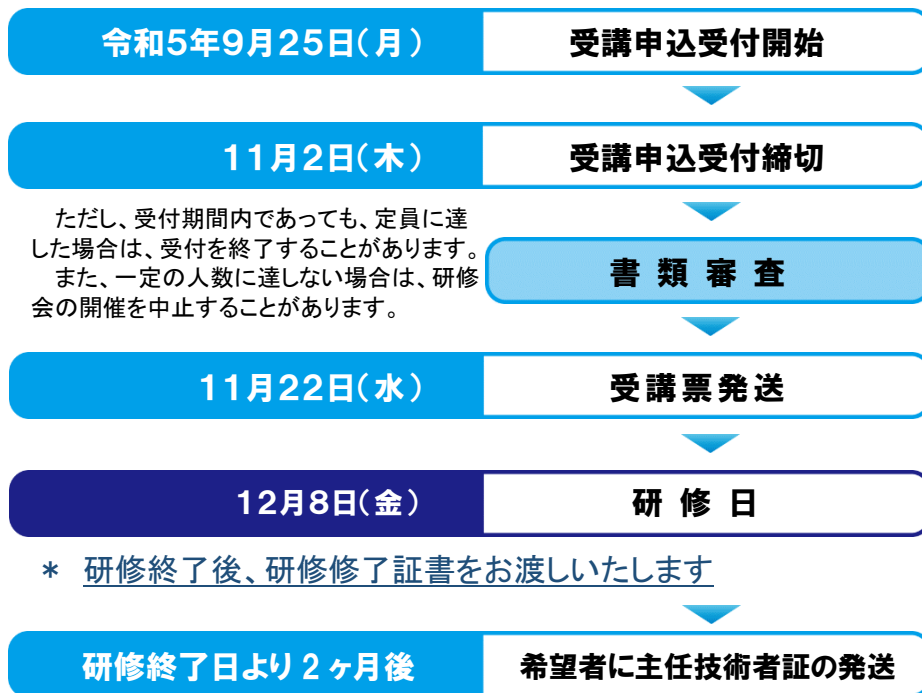 令和5年9月25日(月)　受講申込受付開始
11月2日(木)　受講申込受付締切
ただし、受付期間内であっても、定員に達
した場合は、受付を終了することがあります。
また、一定の人数に達しない場合は、研修
会の開催を中止することがあります。
書類審査
11月22日(水)　受講票発送
12月8日(金)　研修日
＊ 研修終了後、研修修了証書をお渡しいたします
研修終了日より2ヶ月後　希望者に主任技術者証の発送